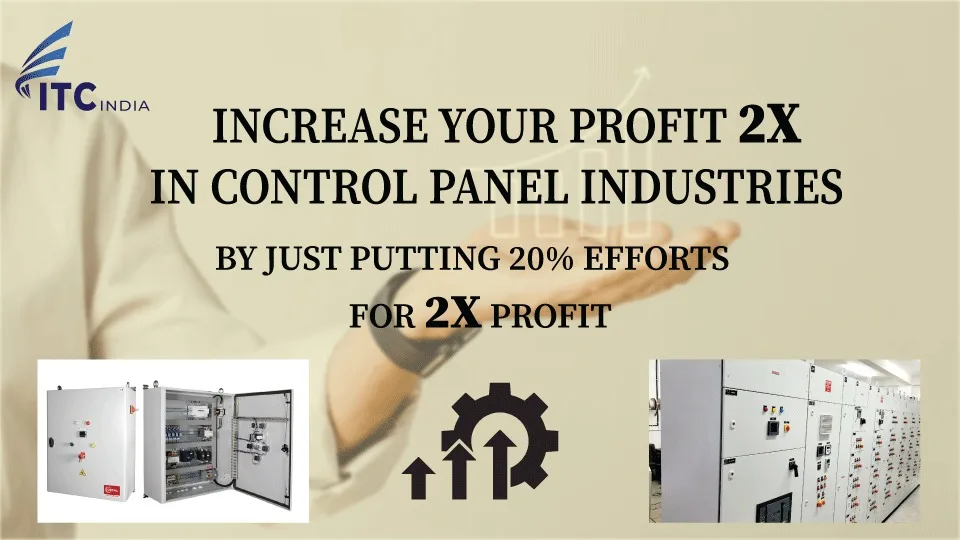 ITC INDIA
INCREASE YOUR PROFIT 2X
IN CONTROL PANEL INDUSTRIES
BY JUST PUTTING 20% EFFORTS
FOR 2X PROFIT